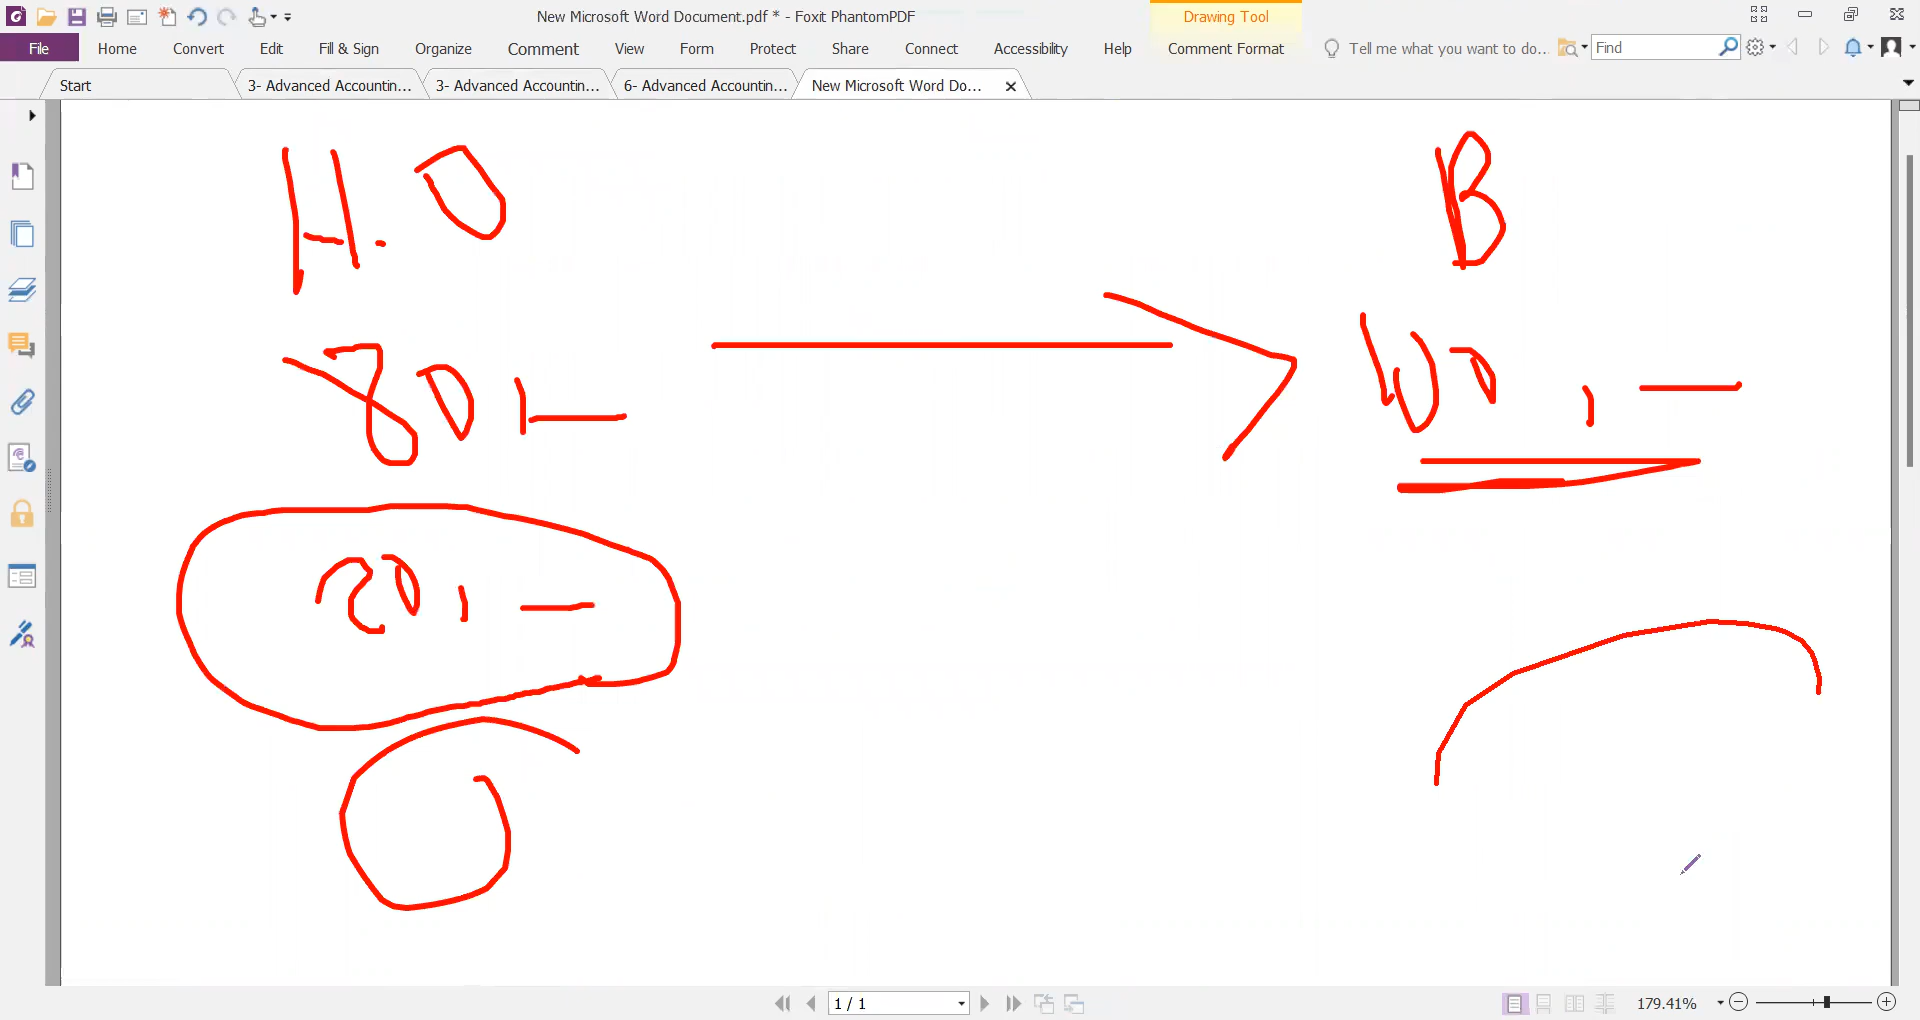 New Microsoft Word Document.pdf * - Foxit PhantomPDF
Drawing Tool
File Home Convert Edit Fill & Sign Organize Comment View Form Protect Share Connect Accessibility Help Comment Format Tell me what you want to do... Find
Start 3- Advanced Accountin... 3- Advanced Accountin... 6- Advanced Accountin... New Microsoft Word Do...
H.O B
80,— 100,—
20,—
1 / 1 179.41%